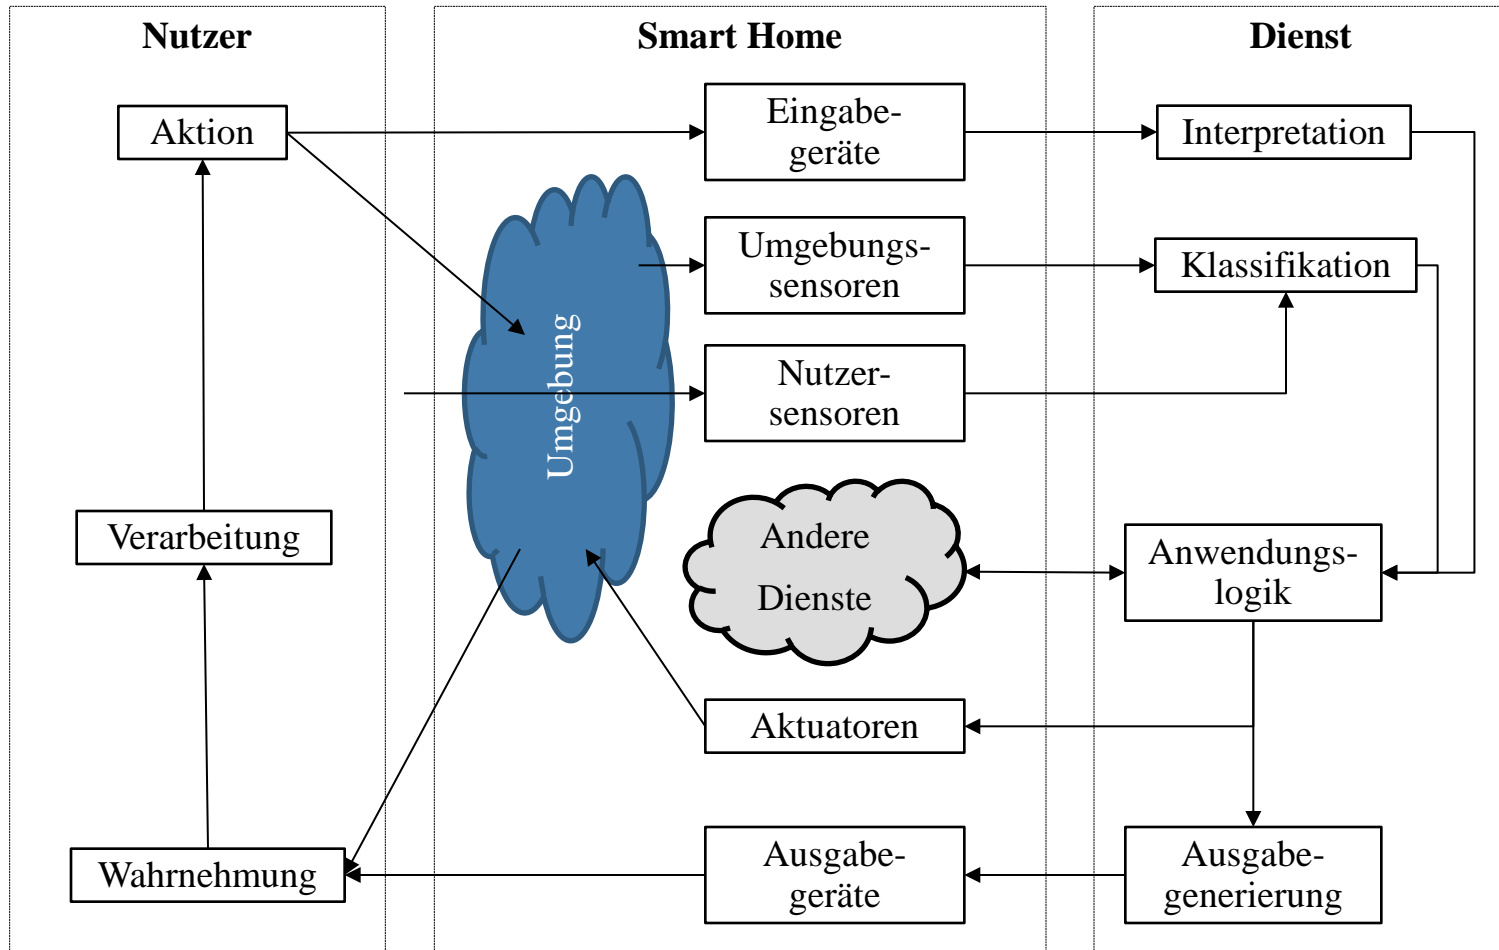 Nutzer
Smart Home
Dienst
Aktion
Eingabe-
geräte
Interpretation
Umgebungs-
sensoren
Klassifikation
Umgebung
Nutzer-
sensoren
Verarbeitung
Andere
Dienste
Anwendungs-
logik
Aktuatoren
Wahrnehmung
Ausgabe-
geräte
Ausgabe-
generierung